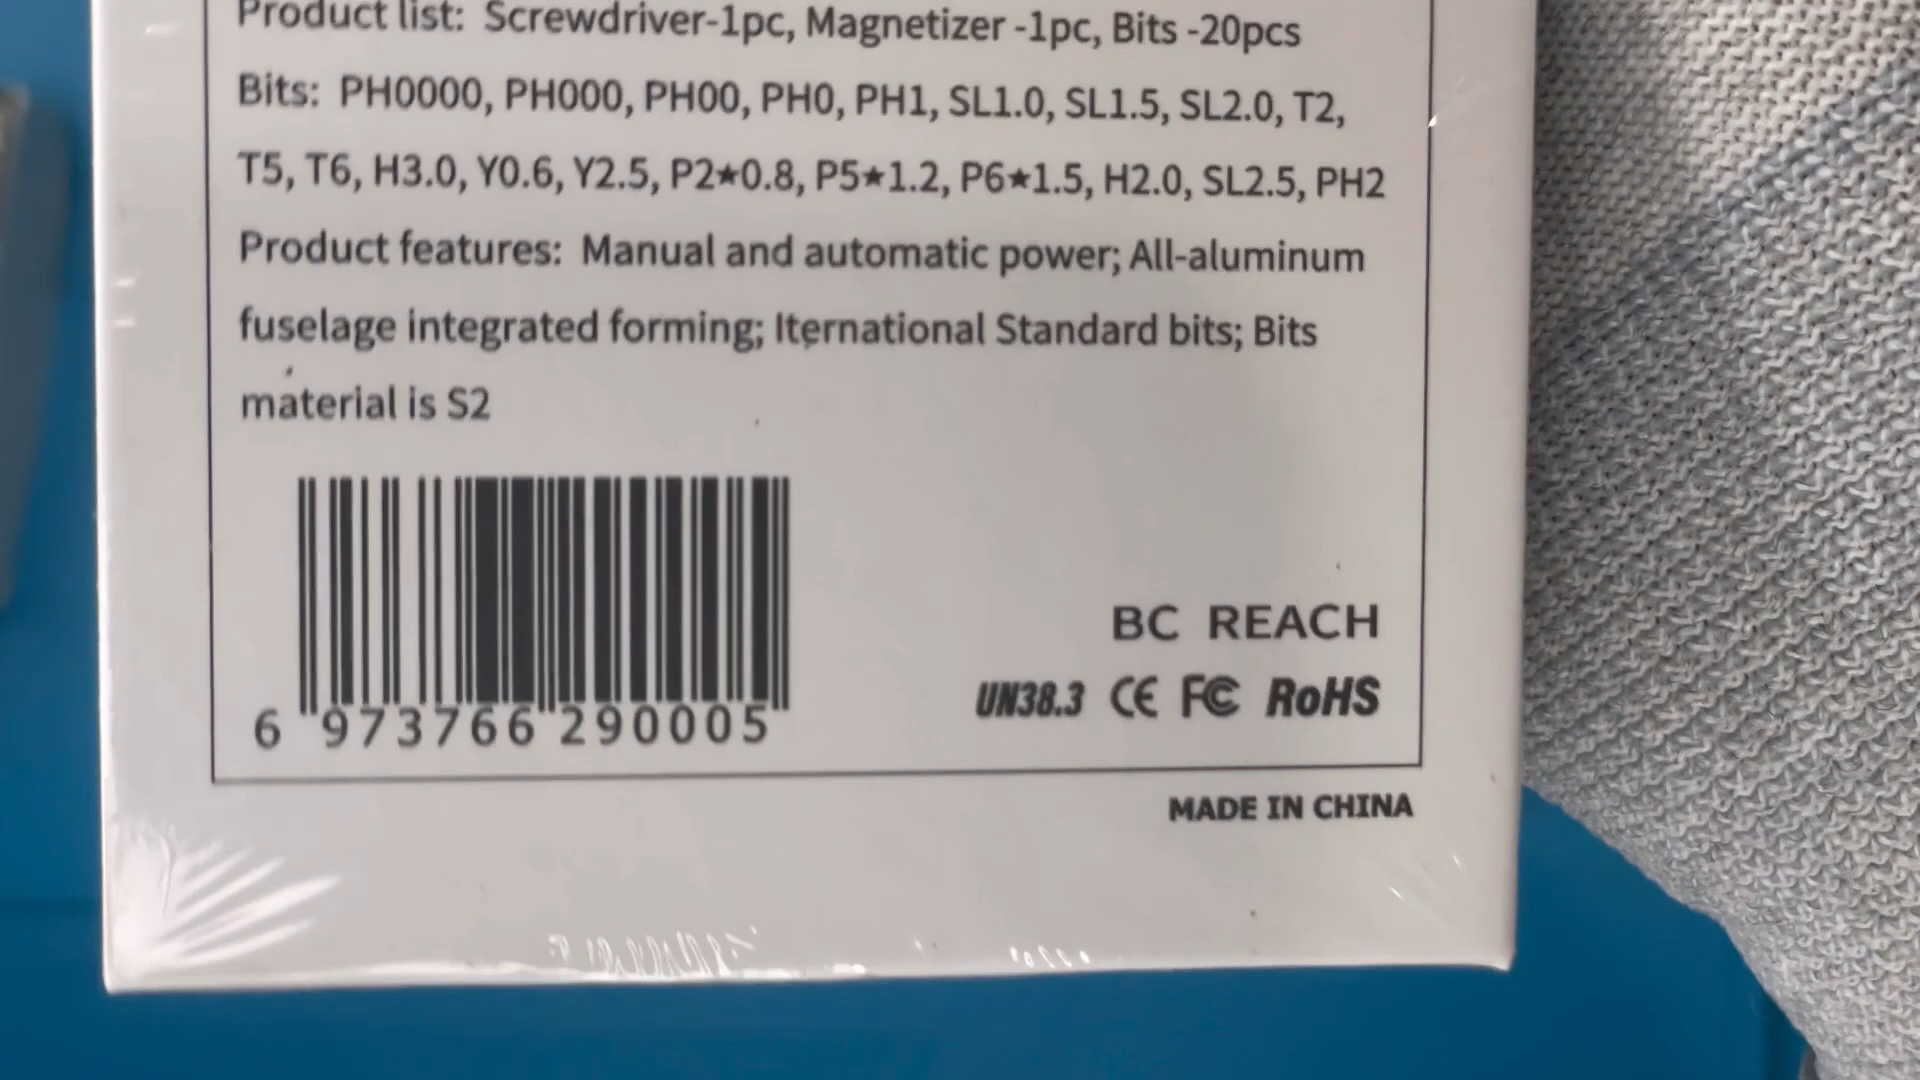 Product list: Screwdriver-1pc, Magnetizer -1pc, Bits -20pcs
Bits: PH0000, PH000, PH00, PH0, PH1, SL1.0, SL1.5, SL2.0, T2,
T5, T6, H3.0, Y0.6, Y2.5, P2★0.8, P5★1.2, P6★1.5, H2.0, SL2.5, PH2
Product features: Manual and automatic power; All-aluminum
fuselage integrated forming; Iternational Standard bits; Bits
material is S2
BC REACH
UN38.3 CE FC RoHS
6 973766 290005
MADE IN CHINA